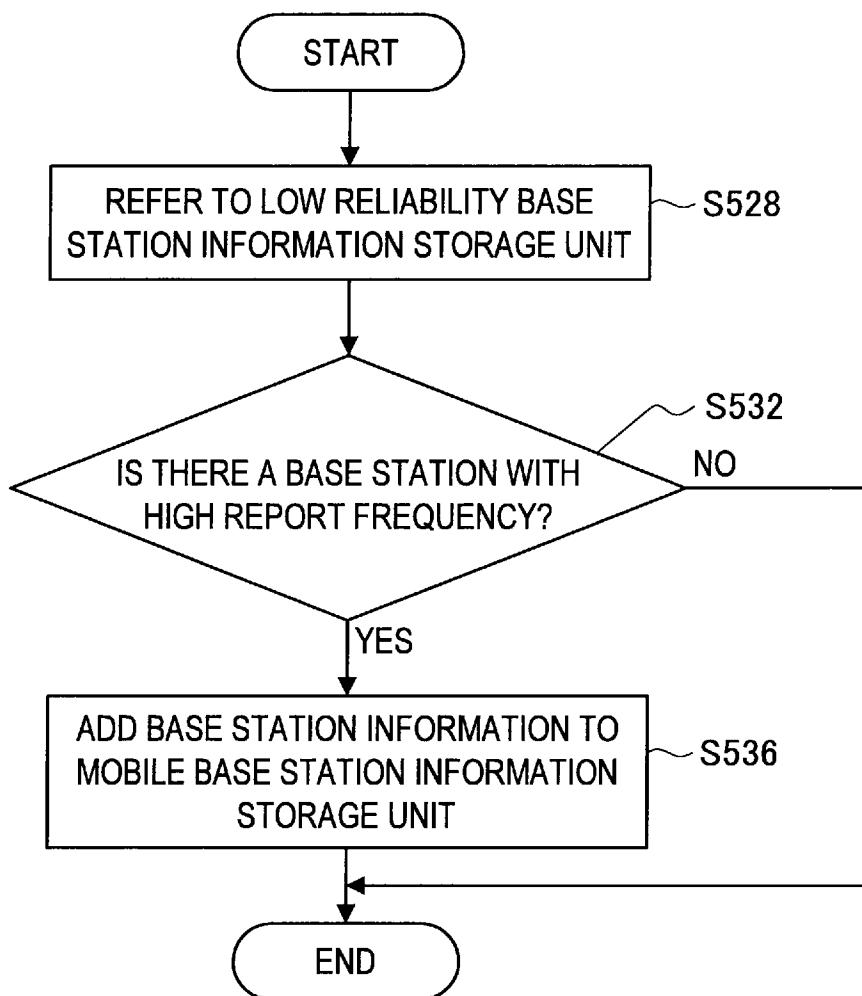 START
REFER TO LOW RELIABILITY BASE
STATION INFORMATION STORAGE UNIT
S528
S532
IS THERE A BASE STATION WITH
HIGH REPORT FREQUENCY?
NO
YES
ADD BASE STATION INFORMATION TO
MOBILE BASE STATION INFORMATION
STORAGE UNIT
S536
END